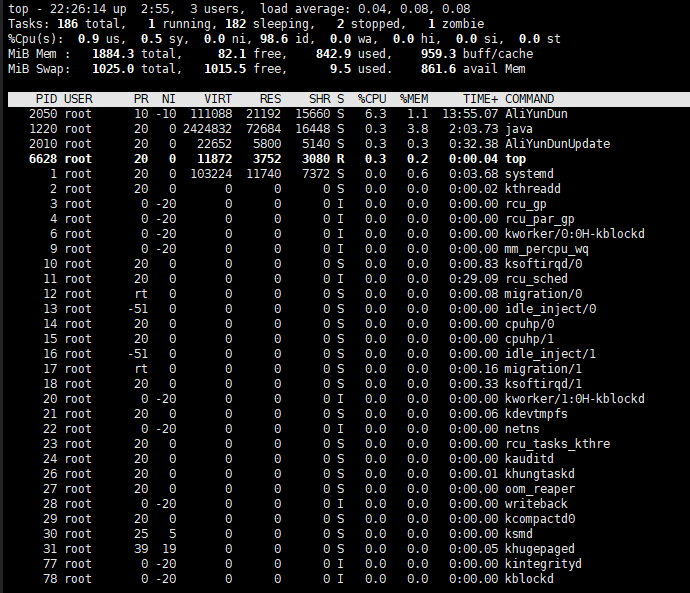 top - 22:26:14 up  2:55,  3 users,  load average: 0.04, 0.08, 0.08
Tasks: 186 total,   1 running, 182 sleeping,   2 stopped,   1 zombie
%Cpu(s):  0.9 us,  0.5 sy,  0.0 ni, 98.6 id,  0.0 wa,  0.0 hi,  0.0 si,  0.0 st
MiB Mem :   1884.3 total,     82.1 free,    842.9 used,    959.3 buff/cache
MiB Swap:   1025.0 total,   1015.5 free,      9.5 used.    861.6 avail Mem
PID USER      PR  NI    VIRT    RES    SHR S  %CPU  %MEM     TIME+ COMMAND
2050 root      10 -10  111088  21192  15660 S   6.3   1.1  13:55.07 AliYunDun
1220 root      20   0 2424832  72684  16448 S   0.3   3.8   2:03.73 java
2010 root      20   0   22652   5800   5140 S   0.3   0.3   0:32.38 AliYunDunUpdate
6628 root      20   0   11872   3752   3080 R   0.3   0.2   0:00.04 top
1 root      20   0  103224  11740   7372 S   0.0   0.6   0:03.68 systemd
2 root      20   0       0      0      0 S   0.0   0.0   0:00.02 kthreadd
3 root       0 -20       0      0      0 I   0.0   0.0   0:00.00 rcu_gp
4 root       0 -20       0      0      0 I   0.0   0.0   0:00.00 rcu_par_gp
6 root       0 -20       0      0      0 I   0.0   0.0   0:00.00 kworker/0:0H-kblockd
9 root       0 -20       0      0      0 I   0.0   0.0   0:00.00 mm_percpu_wq
10 root      20   0       0      0      0 S   0.0   0.0   0:00.83 ksoftirqd/0
11 root      20   0       0      0      0 I   0.0   0.0   0:29.09 rcu_sched
12 root      rt   0       0      0      0 S   0.0   0.0   0:00.08 migration/0
13 root     -51   0       0      0      0 S   0.0   0.0   0:00.00 idle_inject/0
14 root      20   0       0      0      0 S   0.0   0.0   0:00.00 cpuhp/0
15 root      20   0       0      0      0 S   0.0   0.0   0:00.00 cpuhp/1
16 root     -51   0       0      0      0 S   0.0   0.0   0:00.00 idle_inject/1
17 root      rt   0       0      0      0 S   0.0   0.0   0:00.16 migration/1
18 root      20   0       0      0      0 S   0.0   0.0   0:00.33 ksoftirqd/1
20 root       0 -20       0      0      0 I   0.0   0.0   0:00.00 kworker/1:0H-kblockd
21 root      20   0       0      0      0 S   0.0   0.0   0:00.06 kdevtmpfs
22 root       0 -20       0      0      0 I   0.0   0.0   0:00.00 netns
23 root      20   0       0      0      0 S   0.0   0.0   0:00.00 rcu_tasks_kthre
24 root      20   0       0      0      0 S   0.0   0.0   0:00.00 kauditd
26 root      20   0       0      0      0 S   0.0   0.0   0:00.01 khungtaskd
27 root      20   0       0      0      0 S   0.0   0.0   0:00.00 oom_reaper
28 root       0 -20       0      0      0 I   0.0   0.0   0:00.00 writeback
29 root      20   0       0      0      0 S   0.0   0.0   0:00.00 kcompactd0
30 root      25   5       0      0      0 S   0.0   0.0   0:00.00 ksmd
31 root      39  19       0      0      0 S   0.0   0.0   0:00.05 khugepaged
77 root       0 -20       0      0      0 I   0.0   0.0   0:00.00 kintegrityd
78 root       0 -20       0      0      0 I   0.0   0.0   0:00.00 kblockd